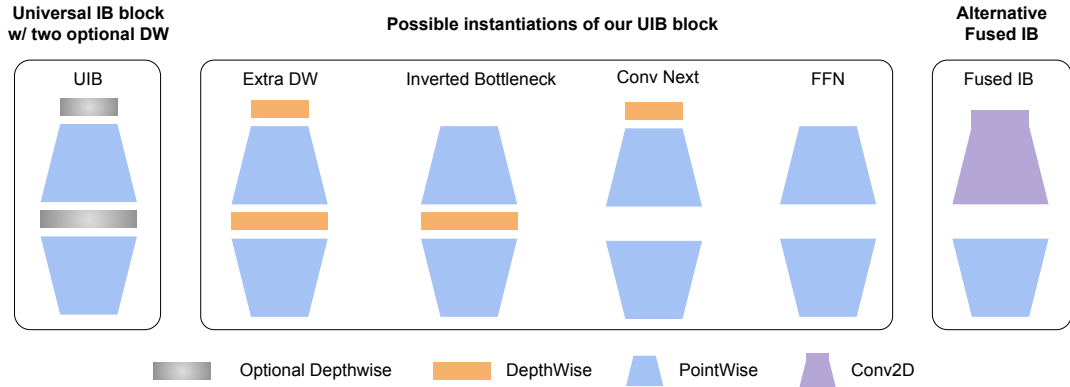 Universal IB block
w/ two optional DW
Possible instantiations of our UIB block
Alternative
Fused IB
UIB
Extra DW
Inverted Bottleneck
Conv Next
FFN
Fused IB
Optional Depthwise
DepthWise
PointWise
Conv2D